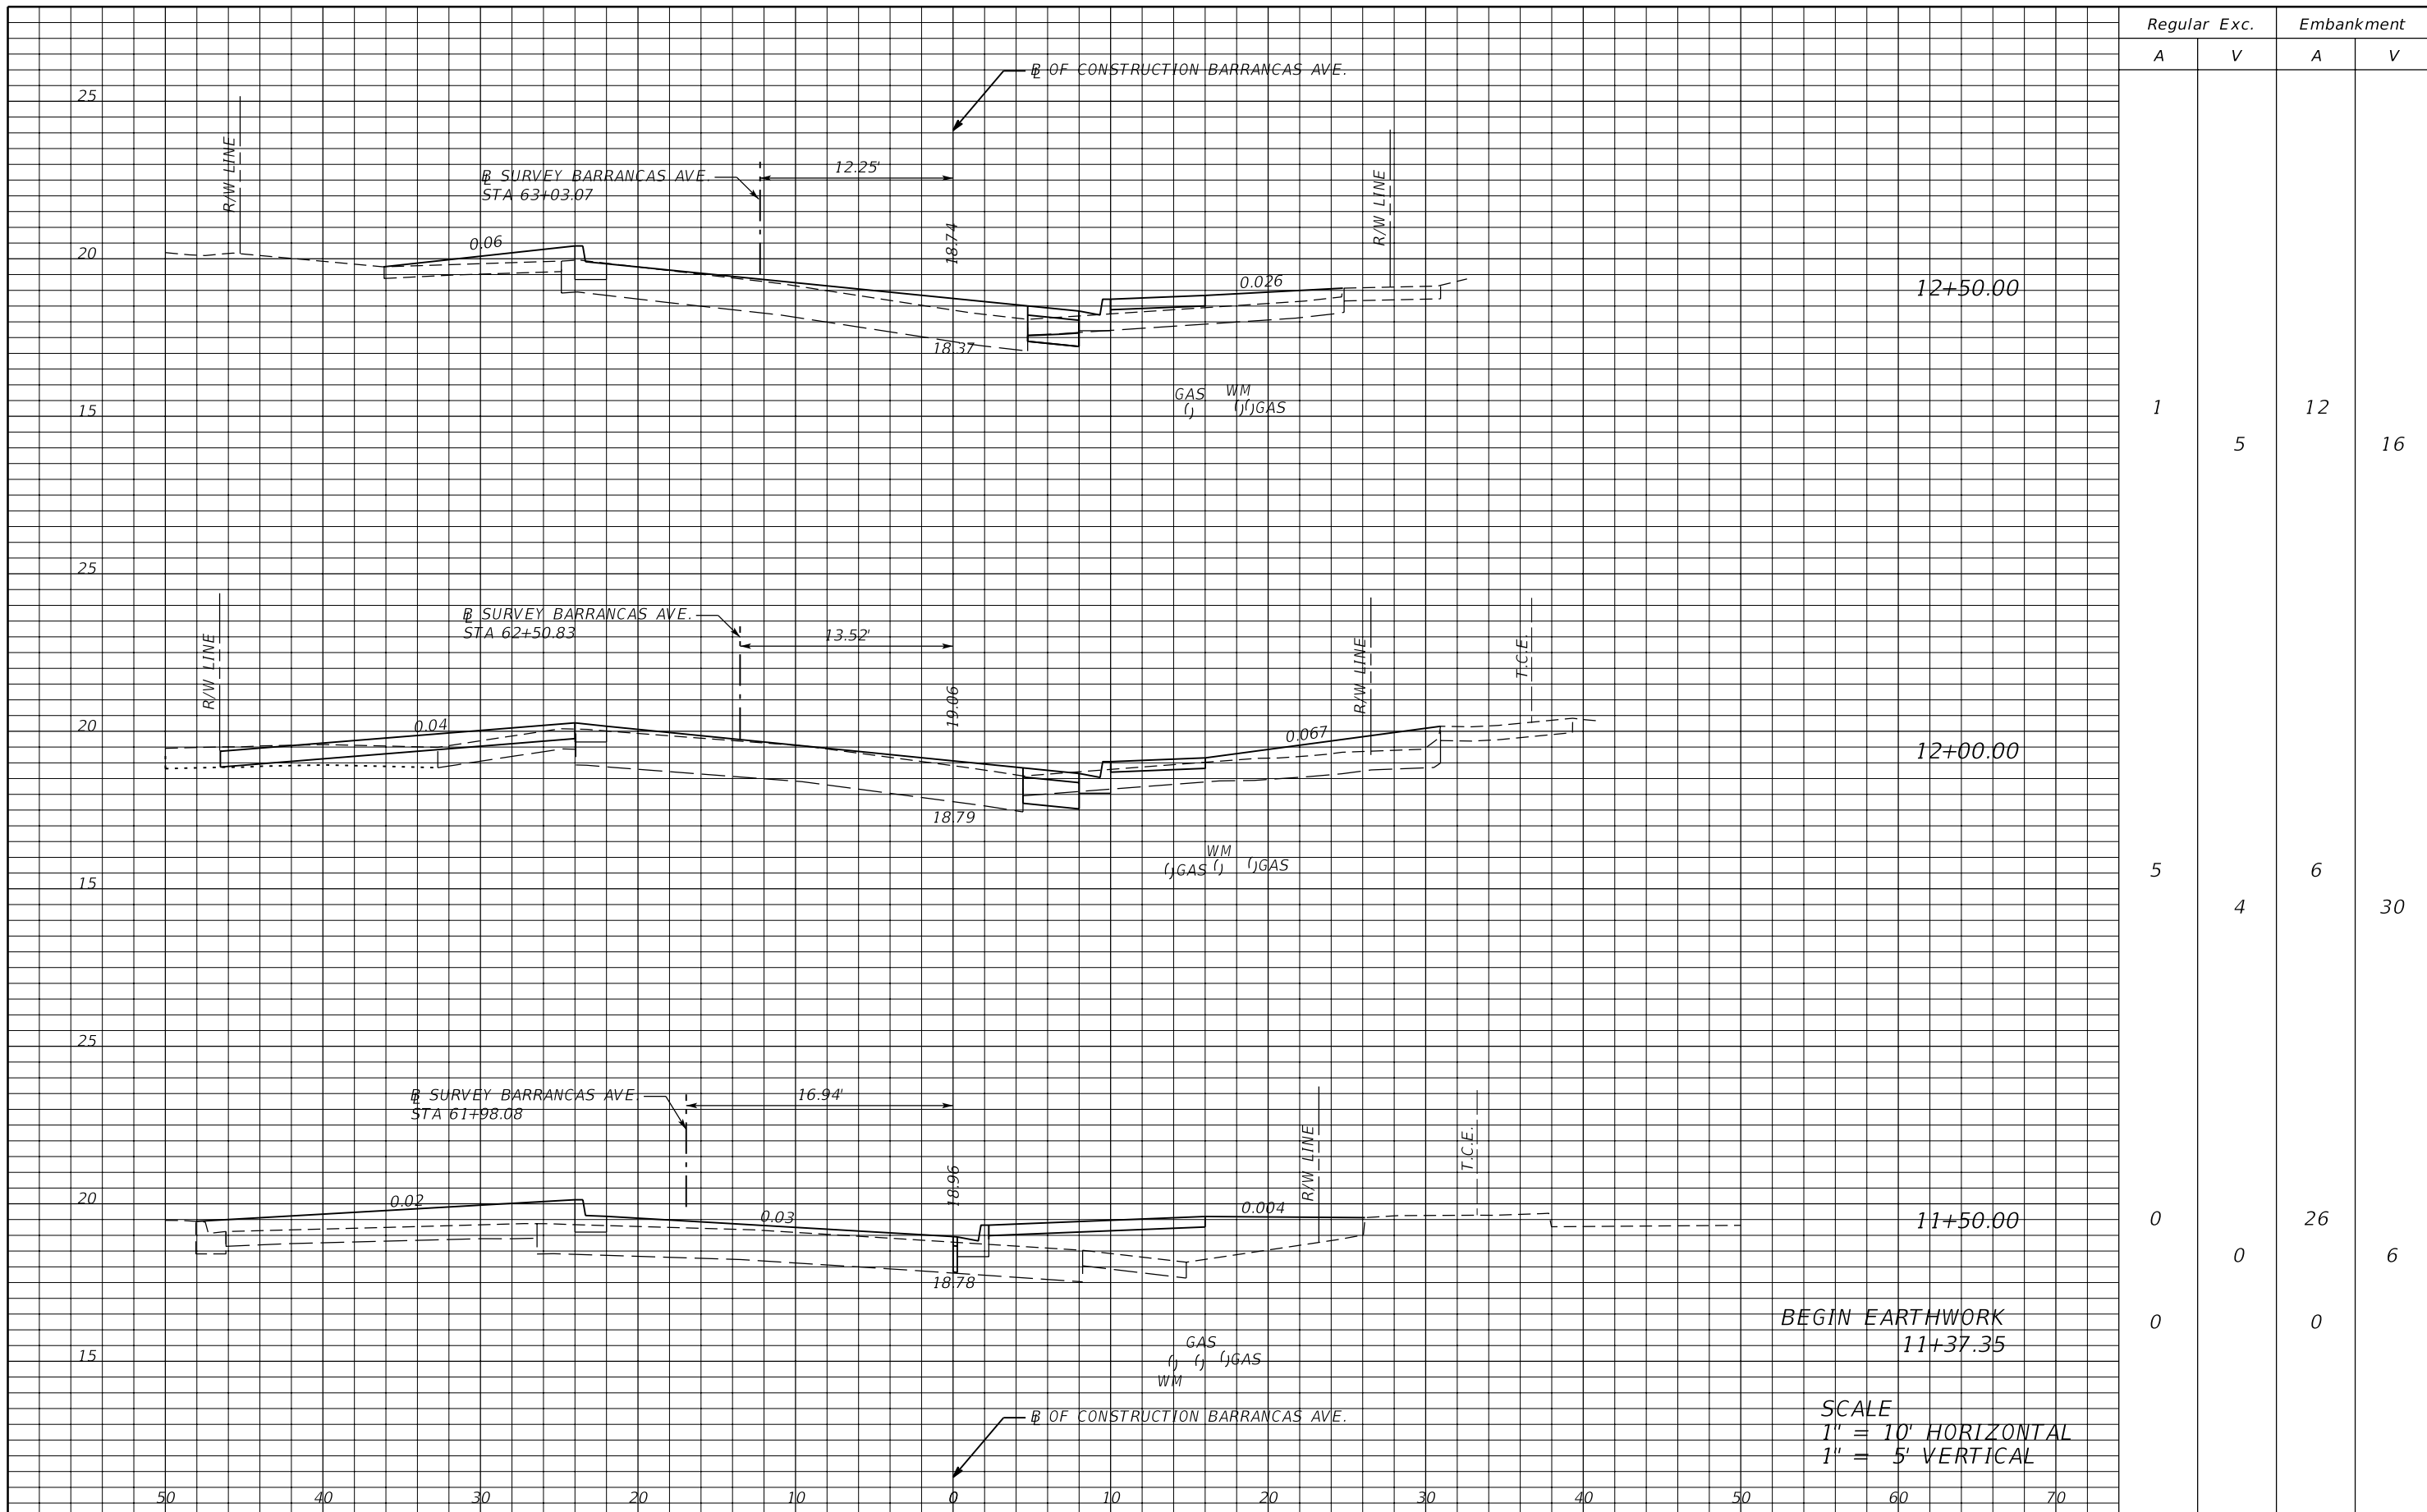 Regular Exc. Embankment
A V A V
℄ OF CONSTRUCTION BARRANCAS AVE.
25
R/W LINE
℄ SURVEY BARRANCAS AVE.
STA 63+03.07
12.25'
R/W LINE
18.74
20
0.06
0.026
12+50.00
18.37
GAS WM
GAS
15
1 12
5 16
25
℄ SURVEY BARRANCAS AVE.
STA 62+50.83
13.52'
R/W LINE
R/W LINE
T.C.E.
19.06
20
0.04
0.067
12+00.00
18.79
WM
GAS GAS
15
5 6
4 30
25
℄ SURVEY BARRANCAS AVE.
STA 61+98.08
16.94'
R/W LINE
T.C.E.
18.96
20
0.02
0.03
0.004
11+50.00
0 26
0 6
18.78
BEGIN EARTHWORK
11+37.35
0 0
GAS
GAS
WM
15
℄ OF CONSTRUCTION BARRANCAS AVE.
SCALE
1" = 10' HORIZONTAL
1" = 5' VERTICAL
50 40 30 20 10 0 10 20 30 40 50 60 70